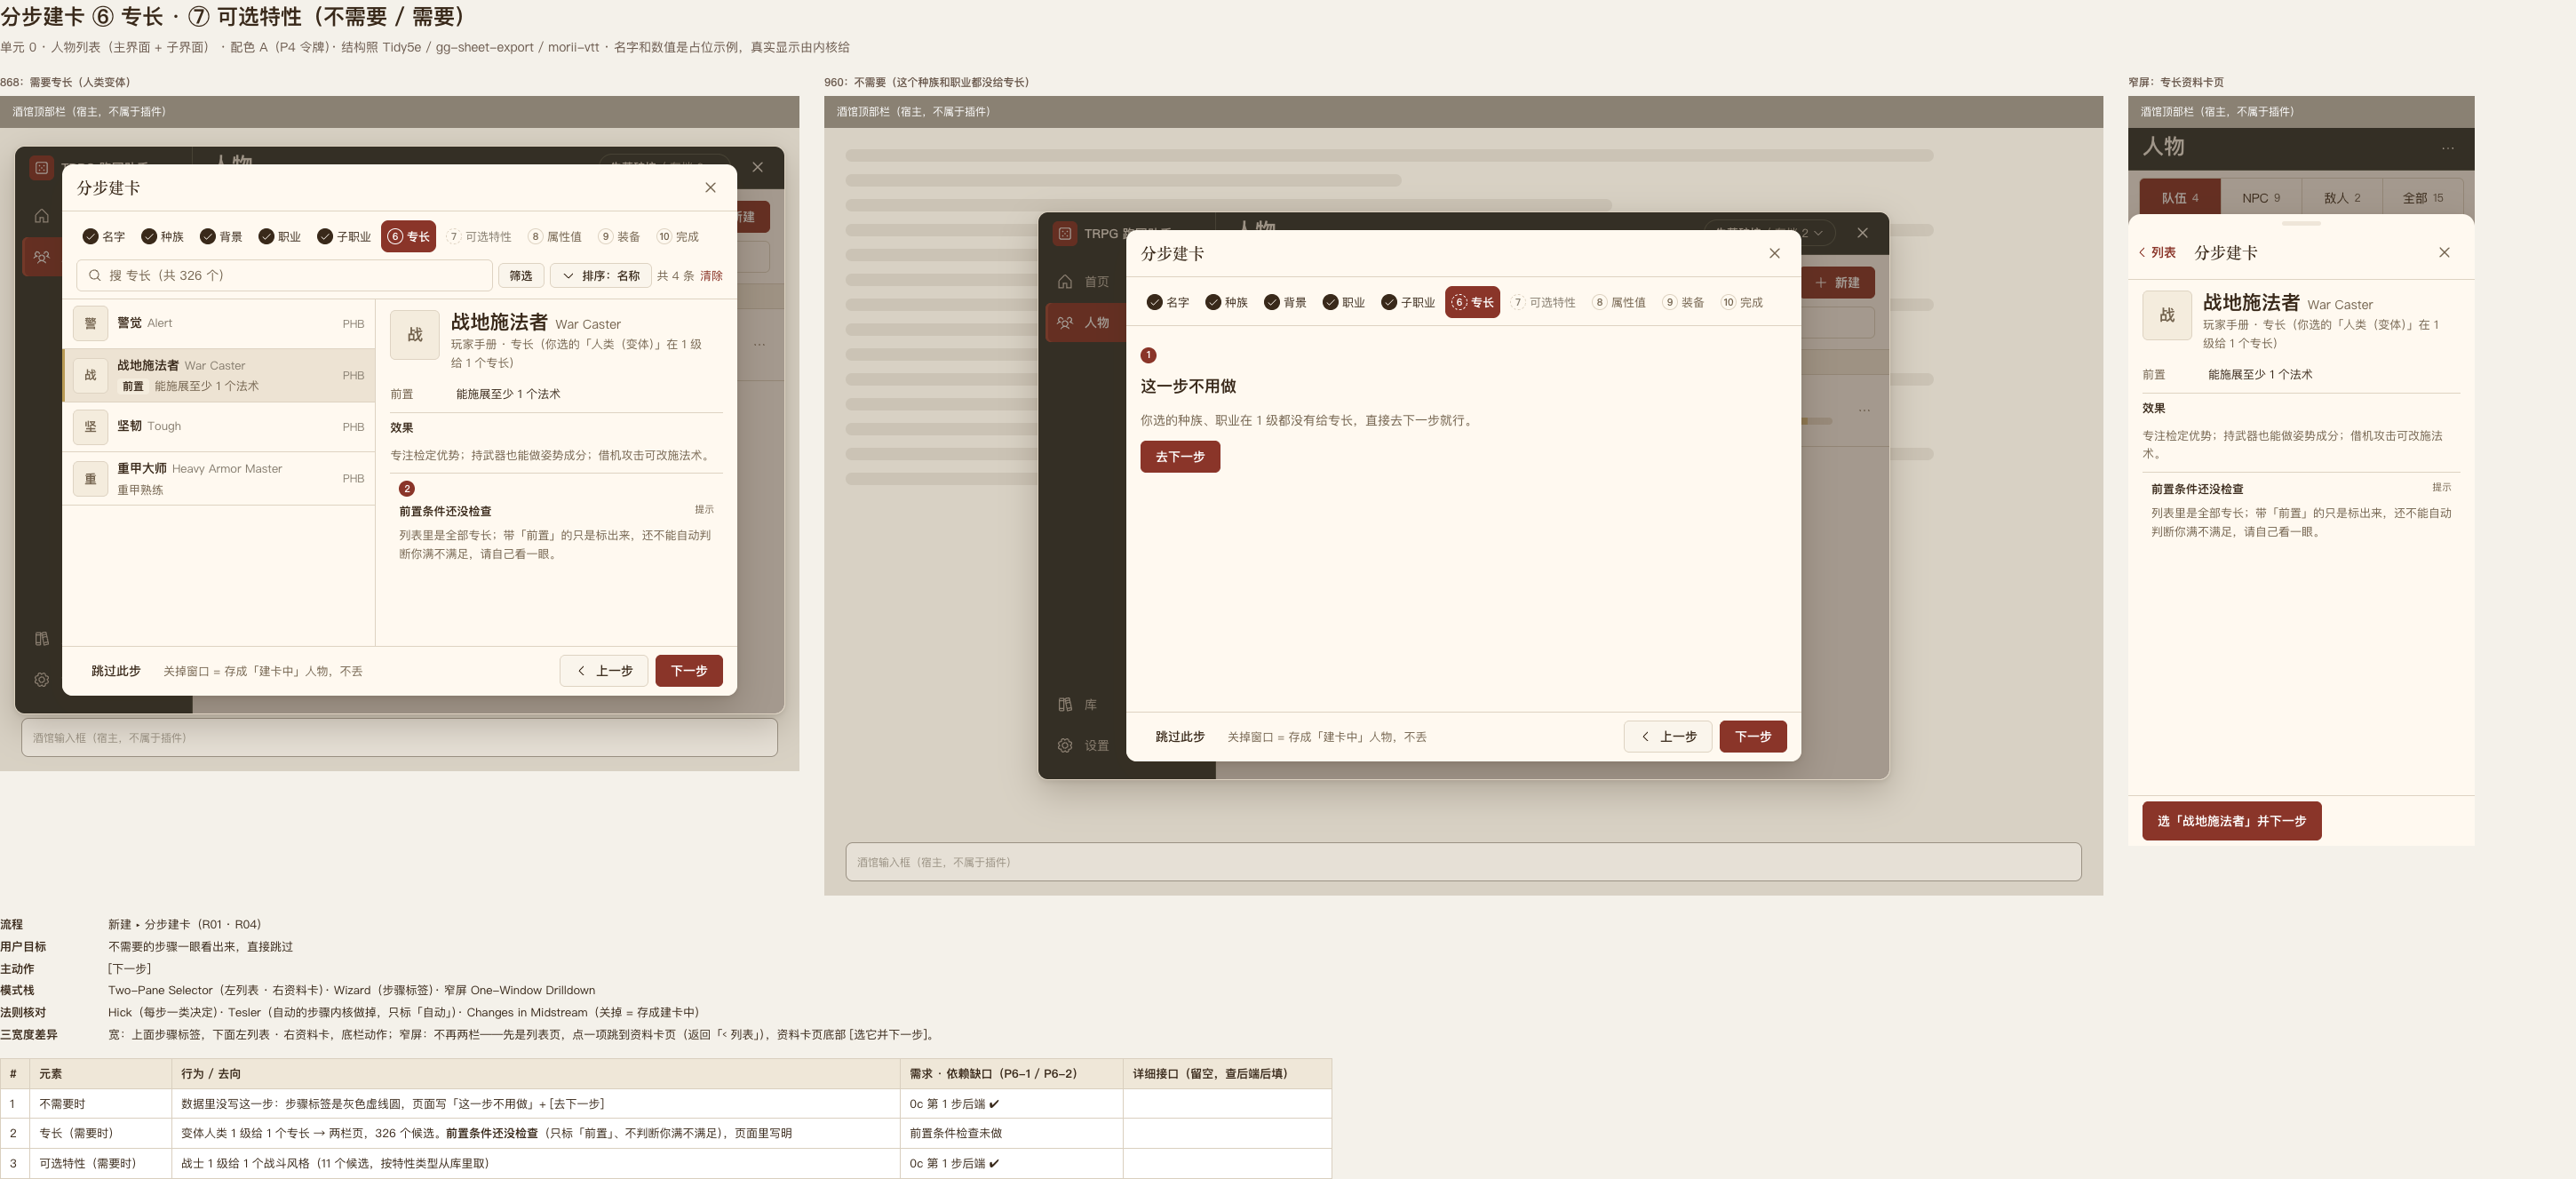 分步建卡 ⑥ 专长 · ⑦ 可选特性（不需要 / 需要）
单元 0 · 人物列表（主界面 + 子界面） · 配色 A（P4 令牌）· 结构照 Tidy5e / gg-sheet-export / morii-vtt · 名字和数值是占位示例，真实显示由内核给
868：需要专长（人类变体）
酒馆顶部栏（宿主，不属于插件）
人物
分步建卡
名字 种族 背景 职业 子职业 6 专长 7 可选特性 8 属性值 9 装备 10 完成
新建
搜 专长（共 326 个）
筛选
排序：名称
共 4 条 清除
警 警觉 Alert PHB
战 战地施法者 War Caster PHB
前置 能施展至少 1 个法术
坚 坚韧 Tough PHB
重 重甲大师 Heavy Armor Master PHB
重甲熟练
战 战地施法者 War Caster
玩家手册 · 专长（你选的「人类（变体）」在 1 级
给 1 个专长）
前置 能施展至少 1 个法术
效果
专注检定优势；持武器也能做姿势成分；借机攻击可改施法术。
2
前置条件还没检查 提示
列表里是全部专长；带「前置」的只是标出来，还不能自动判
断你满不满足，请自己看一眼。
跳过此步 关掉窗口 = 存成「建卡中」人物，不丢 上一步 下一步
酒馆输入框（宿主，不属于插件）
960：不需要（这个种族和职业都没给专长）
酒馆顶部栏（宿主，不属于插件）
TRPG
人物
首页
人物
库
设置
新建
分步建卡
名字 种族 背景 职业 子职业 6 专长 7 可选特性 8 属性值 9 装备 10 完成
1
这一步不用做
你选的种族、职业在 1 级都没有给专长，直接去下一步就行。
去下一步
跳过此步 关掉窗口 = 存成「建卡中」人物，不丢 上一步 下一步
酒馆输入框（宿主，不属于插件）
窄屏：专长资料卡页
酒馆顶部栏（宿主，不属于插件）
人物 ...
队伍 4 NPC 9 敌人 2 全部 15
列表 分步建卡
战 战地施法者 War Caster
玩家手册 · 专长（你选的「人类（变体）」在 1
级给 1 个专长）
前置 能施展至少 1 个法术
效果
专注检定优势；持武器也能做姿势成分；借机攻击可改施法
术。
前置条件还没检查 提示
列表里是全部专长；带「前置」的只是标出来，还不能自动
判断你满不满足，请自己看一眼。
选「战地施法者」并下一步
流程 新建 ▸ 分步建卡（R01 · R04）
用户目标 不需要的步骤一眼看出来，直接跳过
主动作 [下一步]
模式栈 Two-Pane Selector（左列表 · 右资料卡）· Wizard（步骤标签）· 窄屏 One-Window Drilldown
法则核对 Hick（每步一类决定）· Tesler（自动的步骤内核做掉，只标「自动」）· Changes in Midstream（关掉 = 存成建卡中）
三宽度差异 宽：上面步骤标签，下面左列表 · 右资料卡，底栏动作；窄屏：不再两栏——先是列表页，点一项跳到资料卡页（返回「‹ 列表」），资料卡页底部 [选它并下一步]。
# 元素 行为 / 去向 需求 · 依赖缺口（P6-1 / P6-2） 详细接口（留空，查后端后填）
1 不需要时 数据里没写这一步：步骤标签是灰色虚线圆，页面写「这一步不用做」+ [去下一步] 0c 第 1 步后端 ✔
2 专长（需要时） 变体人类 1 级给 1 个专长 → 两栏页，326 个候选。前置条件还没检查（只标「前置」、不判断你满不满足），页面里写明 前置条件检查未做
3 可选特性（需要时） 战士 1 级给 1 个战斗风格（11 个候选，按特性类型从库里取） 0c 第 1 步后端 ✔